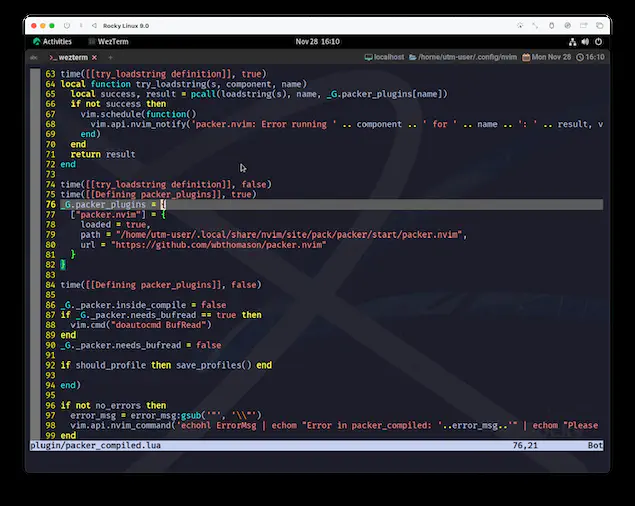 Rocky Linux 9.0
Activities WezTerm Nov 28 16:10
wezterm × localhost /home/utm-user/.config/nvim Mon Nov 28 16:10
63 time([[try_loadstring definition]], true)
64 local function try_loadstring(s, component, name)
65   local success, result = pcall(loadstring(s), name, _G.packer_plugins[name])
66   if not success then
67     vim.schedule(function()
68       vim.api.nvim_notify('packer.nvim: Error running ' .. component .. ' for ' .. name .. ': ' .. result, v
69     end)
70   end
71   return result
72 end
73
74 time([[try_loadstring definition]], false)
75 time([[Defining packer_plugins]], true)
76 _G.packer_plugins = {
77   ["packer.nvim"] = {
78     loaded = true,
79     path = "/home/utm-user/.local/share/nvim/site/pack/packer/start/packer.nvim",
80     url = "https://github.com/wbthomason/packer.nvim"
81   }
82 }
83
84 time([[Defining packer_plugins]], false)
85
86 _G._packer.inside_compile = false
87 if _G._packer.needs_bufread == true then
88   vim.cmd("doautocmd BufRead")
89 end
90 _G._packer.needs_bufread = false
91
92 if should_profile then save_profiles() end
93
94 end)
95
96 if not no_errors then
97   error_msg = error_msg:gsub('"', '\\"')
98   vim.api.nvim_command('echohl ErrorMsg | echom "Error in packer_compiled: '..error_msg..'" | echom "Please
99 end
plugin/packer_compiled.lua 76,21 Bot